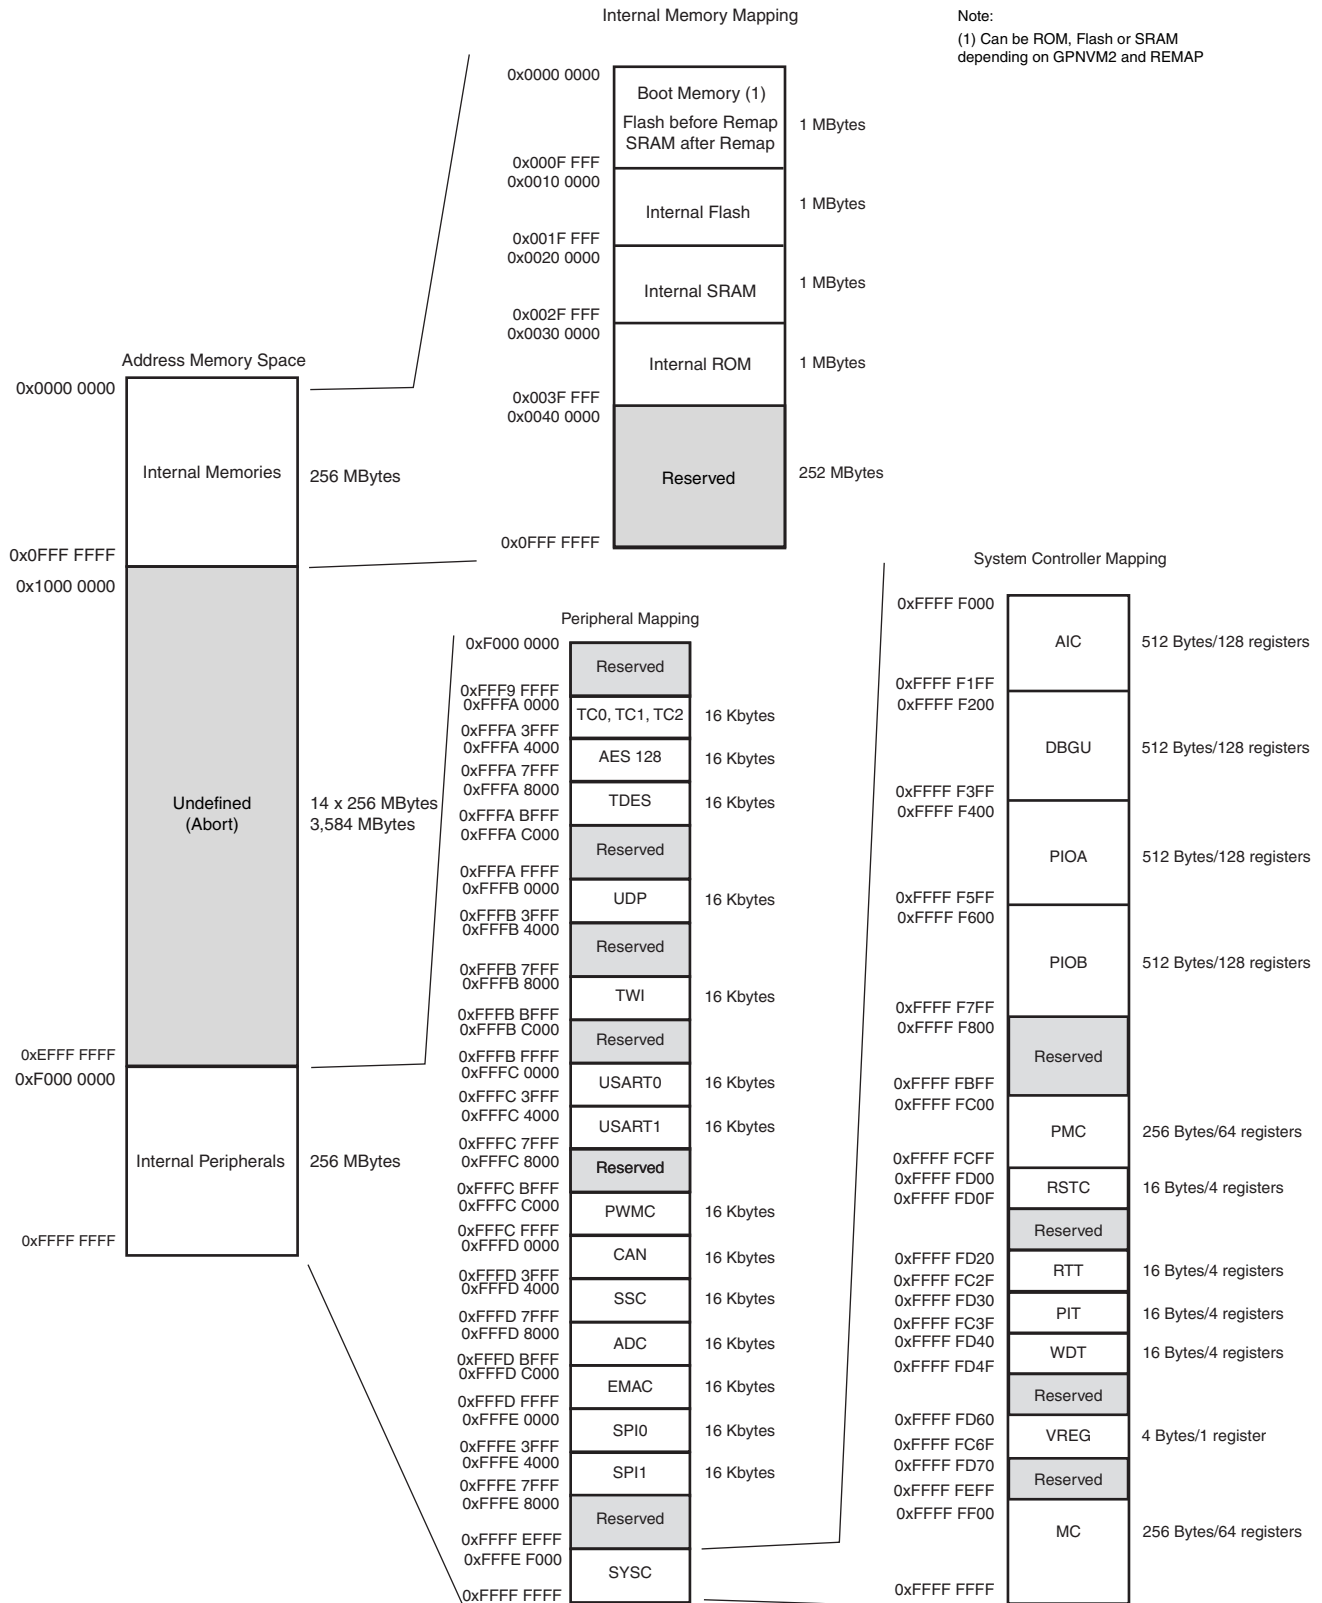 Internal Memory Mapping
Note:
(1) Can be ROM, Flash or SRAM
depending on GPNVM2 and REMAP
0x0000 0000
Boot Memory (1)
Flash before Remap
SRAM after Remap
1 MBytes
0x000F FFF
0x0010 0000
Internal Flash
1 MBytes
0x001F FFF
0x0020 0000
Internal SRAM
1 MBytes
0x002F FFF
0x0030 0000
Internal ROM
1 MBytes
0x003F FFF
0x0040 0000
Reserved
252 MBytes
0x0FFF FFFF
Address Memory Space
0x0000 0000
Internal Memories
256 MBytes
0x0FFF FFFF
0x1000 0000
Undefined
(Abort)
14 x 256 MBytes
3,584 MBytes
0xEFFF FFFF
0xF000 0000
Internal Peripherals
256 MBytes
0xFFFF FFFF
Peripheral Mapping
0xF000 0000
Reserved
0xFFF9 FFFF
0xFFFA 0000
TC0, TC1, TC2
16 Kbytes
0xFFFA 3FFF
0xFFFA 4000
AES 128
16 Kbytes
0xFFFA 7FFF
0xFFFA 8000
TDES
16 Kbytes
0xFFFA BFFF
0xFFFA C000
Reserved
0xFFFA FFFF
0xFFFB 0000
UDP
16 Kbytes
0xFFFB 3FFF
0xFFFB 4000
Reserved
0xFFFB 7FFF
0xFFFB 8000
TWI
16 Kbytes
0xFFFB BFFF
0xFFFB C000
Reserved
0xFFFB FFFF
0xFFFC 0000
USART0
16 Kbytes
0xFFFC 3FFF
0xFFFC 4000
USART1
16 Kbytes
0xFFFC 7FFF
0xFFFC 8000
Reserved
0xFFFC BFFF
0xFFFC C000
PWMC
16 Kbytes
0xFFFC FFFF
0xFFFD 0000
CAN
16 Kbytes
0xFFFD 3FFF
0xFFFD 4000
SSC
16 Kbytes
0xFFFD 7FFF
0xFFFD 8000
ADC
16 Kbytes
0xFFFD BFFF
0xFFFD C000
EMAC
16 Kbytes
0xFFFD FFFF
0xFFFE 0000
SPI0
16 Kbytes
0xFFFE 3FFF
0xFFFE 4000
SPI1
16 Kbytes
0xFFFE 7FFF
0xFFFE 8000
Reserved
0xFFFF EFFF
0xFFFE F000
SYSC
0xFFFF FFFF
System Controller Mapping
0xFFFF F000
AIC
512 Bytes/128 registers
0xFFFF F1FF
0xFFFF F200
DBGU
512 Bytes/128 registers
0xFFFF F3FF
0xFFFF F400
PIOA
512 Bytes/128 registers
0xFFFF F5FF
0xFFFF F600
PIOB
512 Bytes/128 registers
0xFFFF F7FF
0xFFFF F800
Reserved
0xFFFF FBFF
0xFFFF FC00
PMC
256 Bytes/64 registers
0xFFFF FCFF
0xFFFF FD00
RSTC
16 Bytes/4 registers
0xFFFF FD0F
Reserved
0xFFFF FD20
RTT
16 Bytes/4 registers
0xFFFF FC2F
0xFFFF FD30
PIT
16 Bytes/4 registers
0xFFFF FC3F
0xFFFF FD40
WDT
16 Bytes/4 registers
0xFFFF FD4F
Reserved
0xFFFF FD60
VREG
4 Bytes/1 register
0xFFFF FC6F
0xFFFF FD70
Reserved
0xFFFF FEFF
0xFFFF FF00
MC
256 Bytes/64 registers
0xFFFF FFFF